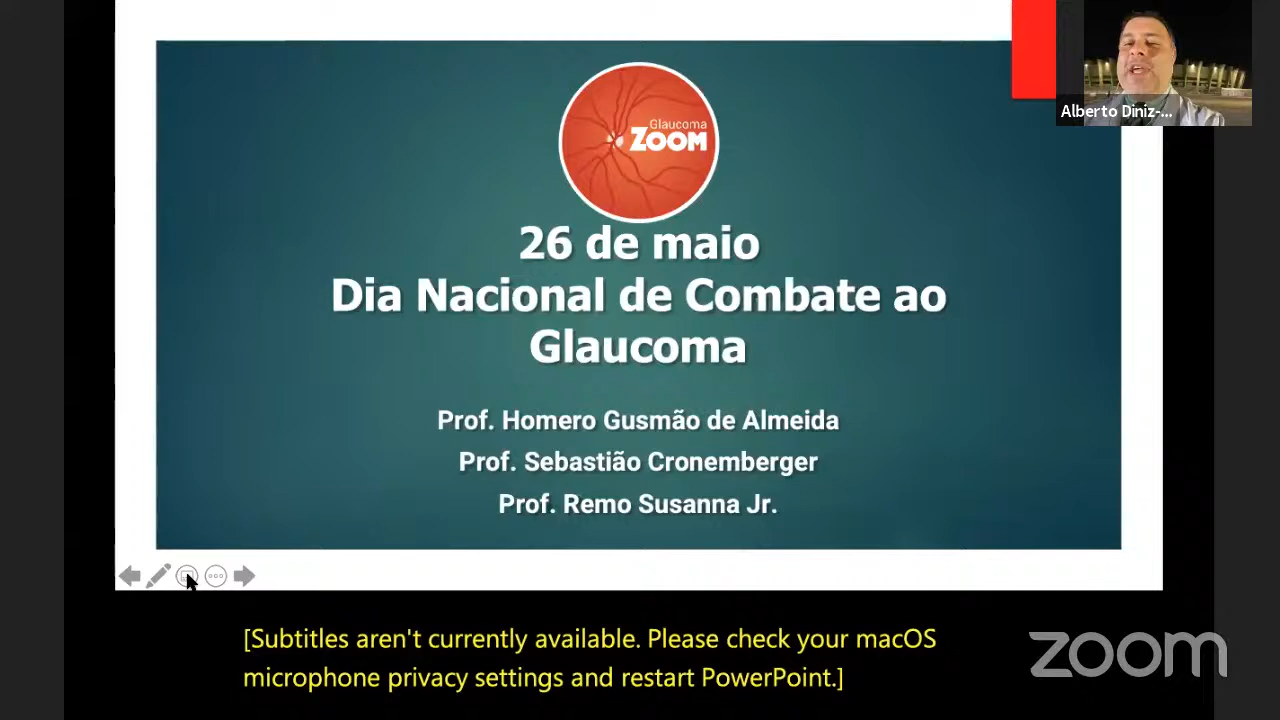 Glaucoma
ZOOM
26 de maio
Dia Nacional de Combate ao
Glaucoma
Prof. Homero Gusmão de Almeida
Prof. Sebastião Cronemberger
Prof. Remo Susanna Jr.
Alberto Diniz-...
[Subtitles aren't currently available. Please check your macOS
microphone privacy settings and restart PowerPoint.]
zoom